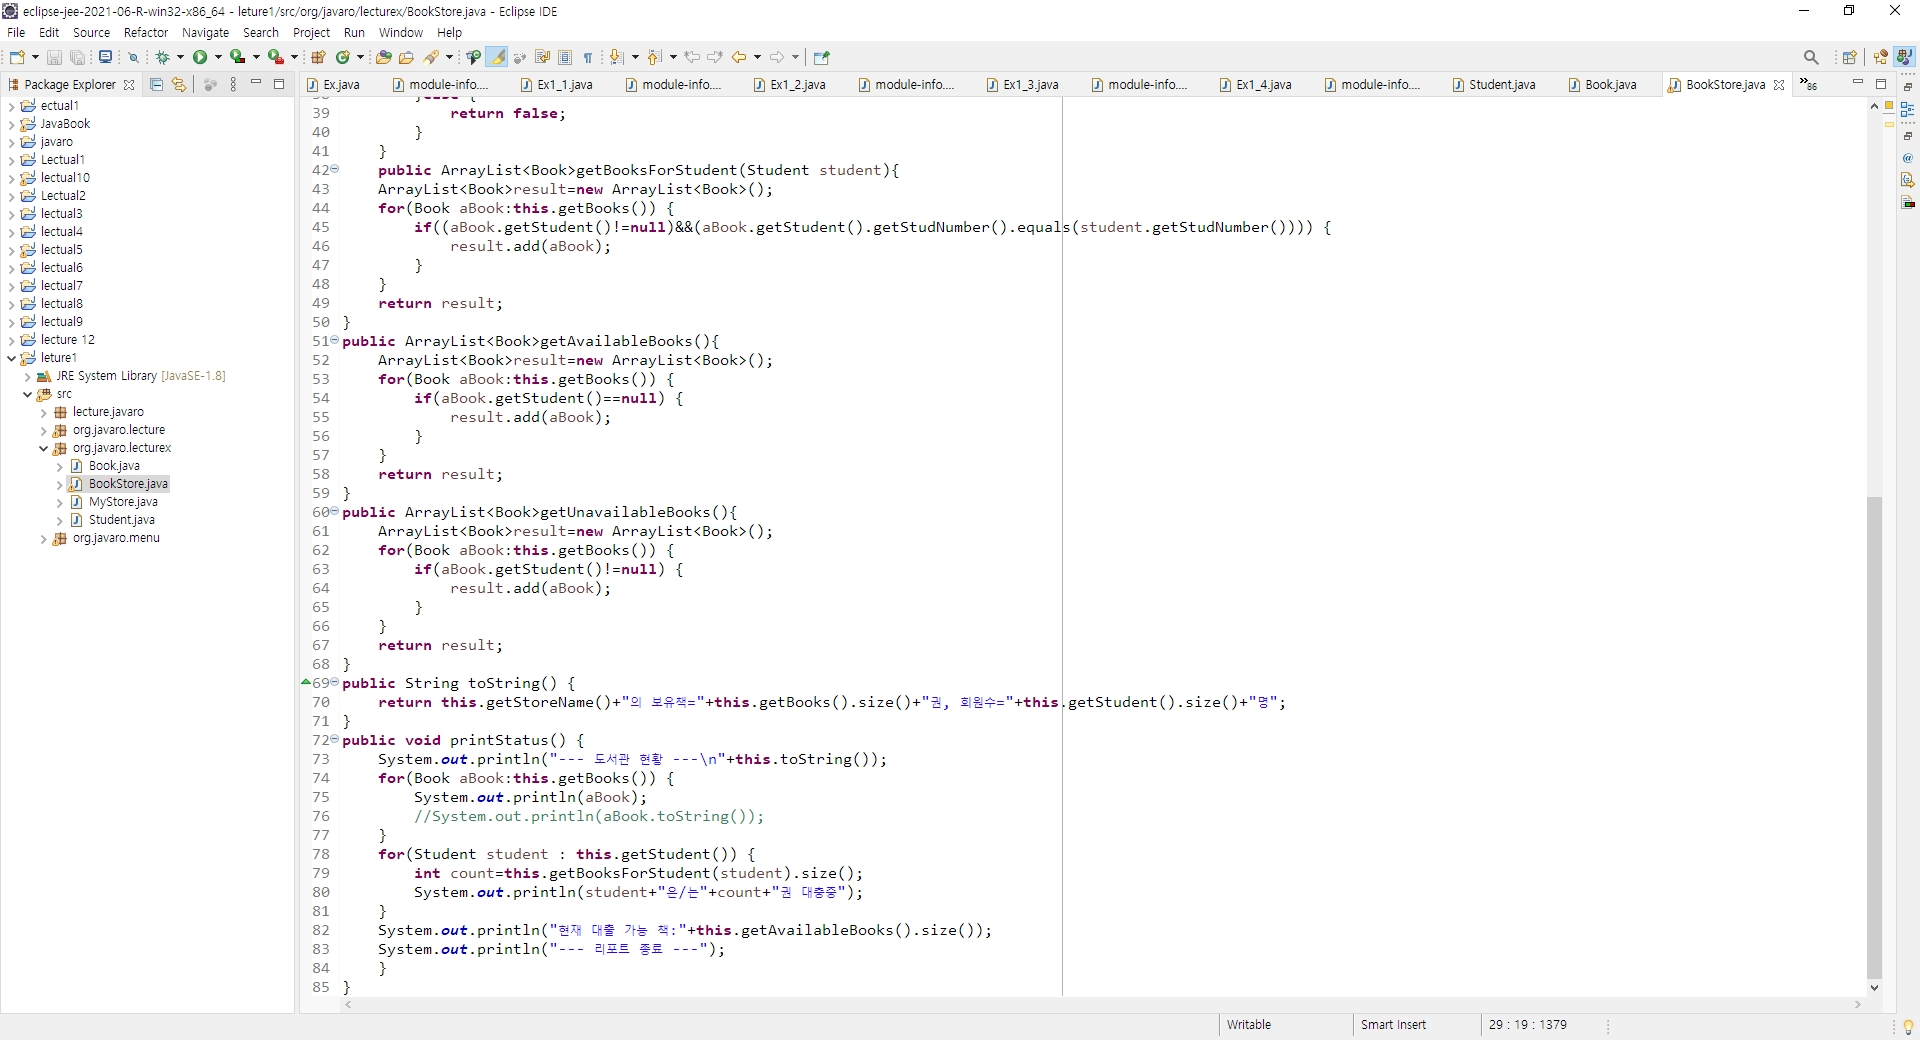 eclipse-jee-2021-06-R-win32-x86_64 - leture1/src/org/javaro/lecturex/BookStore.java - Eclipse IDE
File Edit Source Refactor Navigate Search Project Run Window Help
Package Explorer
Ex.java module-info.... Ex1_1.java module-info.... Ex1_2.java module-info.... Ex1_3.java module-info.... Ex1_4.java module-info.... Student.java Book.java BookStore.java »86
ectual1
JavaBook
javaro
Lectual1
lectual10
Lectual2
lectual3
lectual4
lectual5
lectual6
lectual7
lectual8
lectual9
lecture 12
leture1
JRE System Library [JavaSE-1.8]
src
lecture.javaro
org.javaro.lecture
org.javaro.lecturex
Book.java
BookStore.java
MyStore.java
Student.java
org.javaro.menu
39 return false;
40 }
41 }
42 public ArrayList<Book>getBooksForStudent(Student student){
43 ArrayList<Book>result=new ArrayList<Book>();
44 for(Book aBook:this.getBooks()) {
45 if((aBook.getStudent()!=null)&&(aBook.getStudent().getStudNumber().equals(student.getStudNumber()))) {
46 result.add(aBook);
47 }
48 }
49 return result;
50 }
51 public ArrayList<Book>getAvailableBooks(){
52 ArrayList<Book>result=new ArrayList<Book>();
53 for(Book aBook:this.getBooks()) {
54 if(aBook.getStudent()==null) {
55 result.add(aBook);
56 }
57 }
58 return result;
59 }
60 public ArrayList<Book>getUnavailableBooks(){
61 ArrayList<Book>result=new ArrayList<Book>();
62 for(Book aBook:this.getBooks()) {
63 if(aBook.getStudent()!=null) {
64 result.add(aBook);
65 }
66 }
67 return result;
68 }
69 public String toString() {
70 return this.getStoreName()+"의 보유책="+this.getBooks().size()+"권, 회원수="+this.getStudent().size()+"명";
71 }
72 public void printStatus() {
73 System.out.println("--- 도서관 현황 ---\n"+this.toString());
74 for(Book aBook:this.getBooks()) {
75 System.out.println(aBook);
76 //System.out.println(aBook.toString());
77 }
78 for(Student student : this.getStudent()) {
79 int count=this.getBooksForStudent(student).size();
80 System.out.println(student+"은/는"+count+"권 대출중");
81 }
82 System.out.println("현재 대출 가능 책:"+this.getAvailableBooks().size());
83 System.out.println("--- 리포트 종료 ---");
84 }
85 }
Writable Smart Insert 29 : 19 : 1379